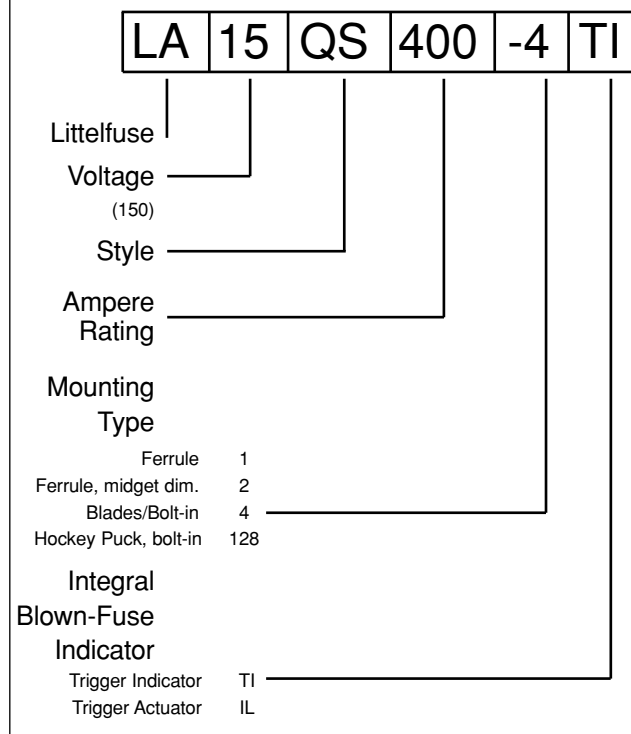 LA 15 QS 400 -4 TI
Littelfuse
Voltage
(150)
Style
Ampere
Rating
Mounting
Type
Ferrule 1
Ferrule, midget dim. 2
Blades/Bolt-in 4
Hockey Puck, bolt-in 128
Integral
Blown-Fuse
Indicator
Trigger Indicator TI
Trigger Actuator IL